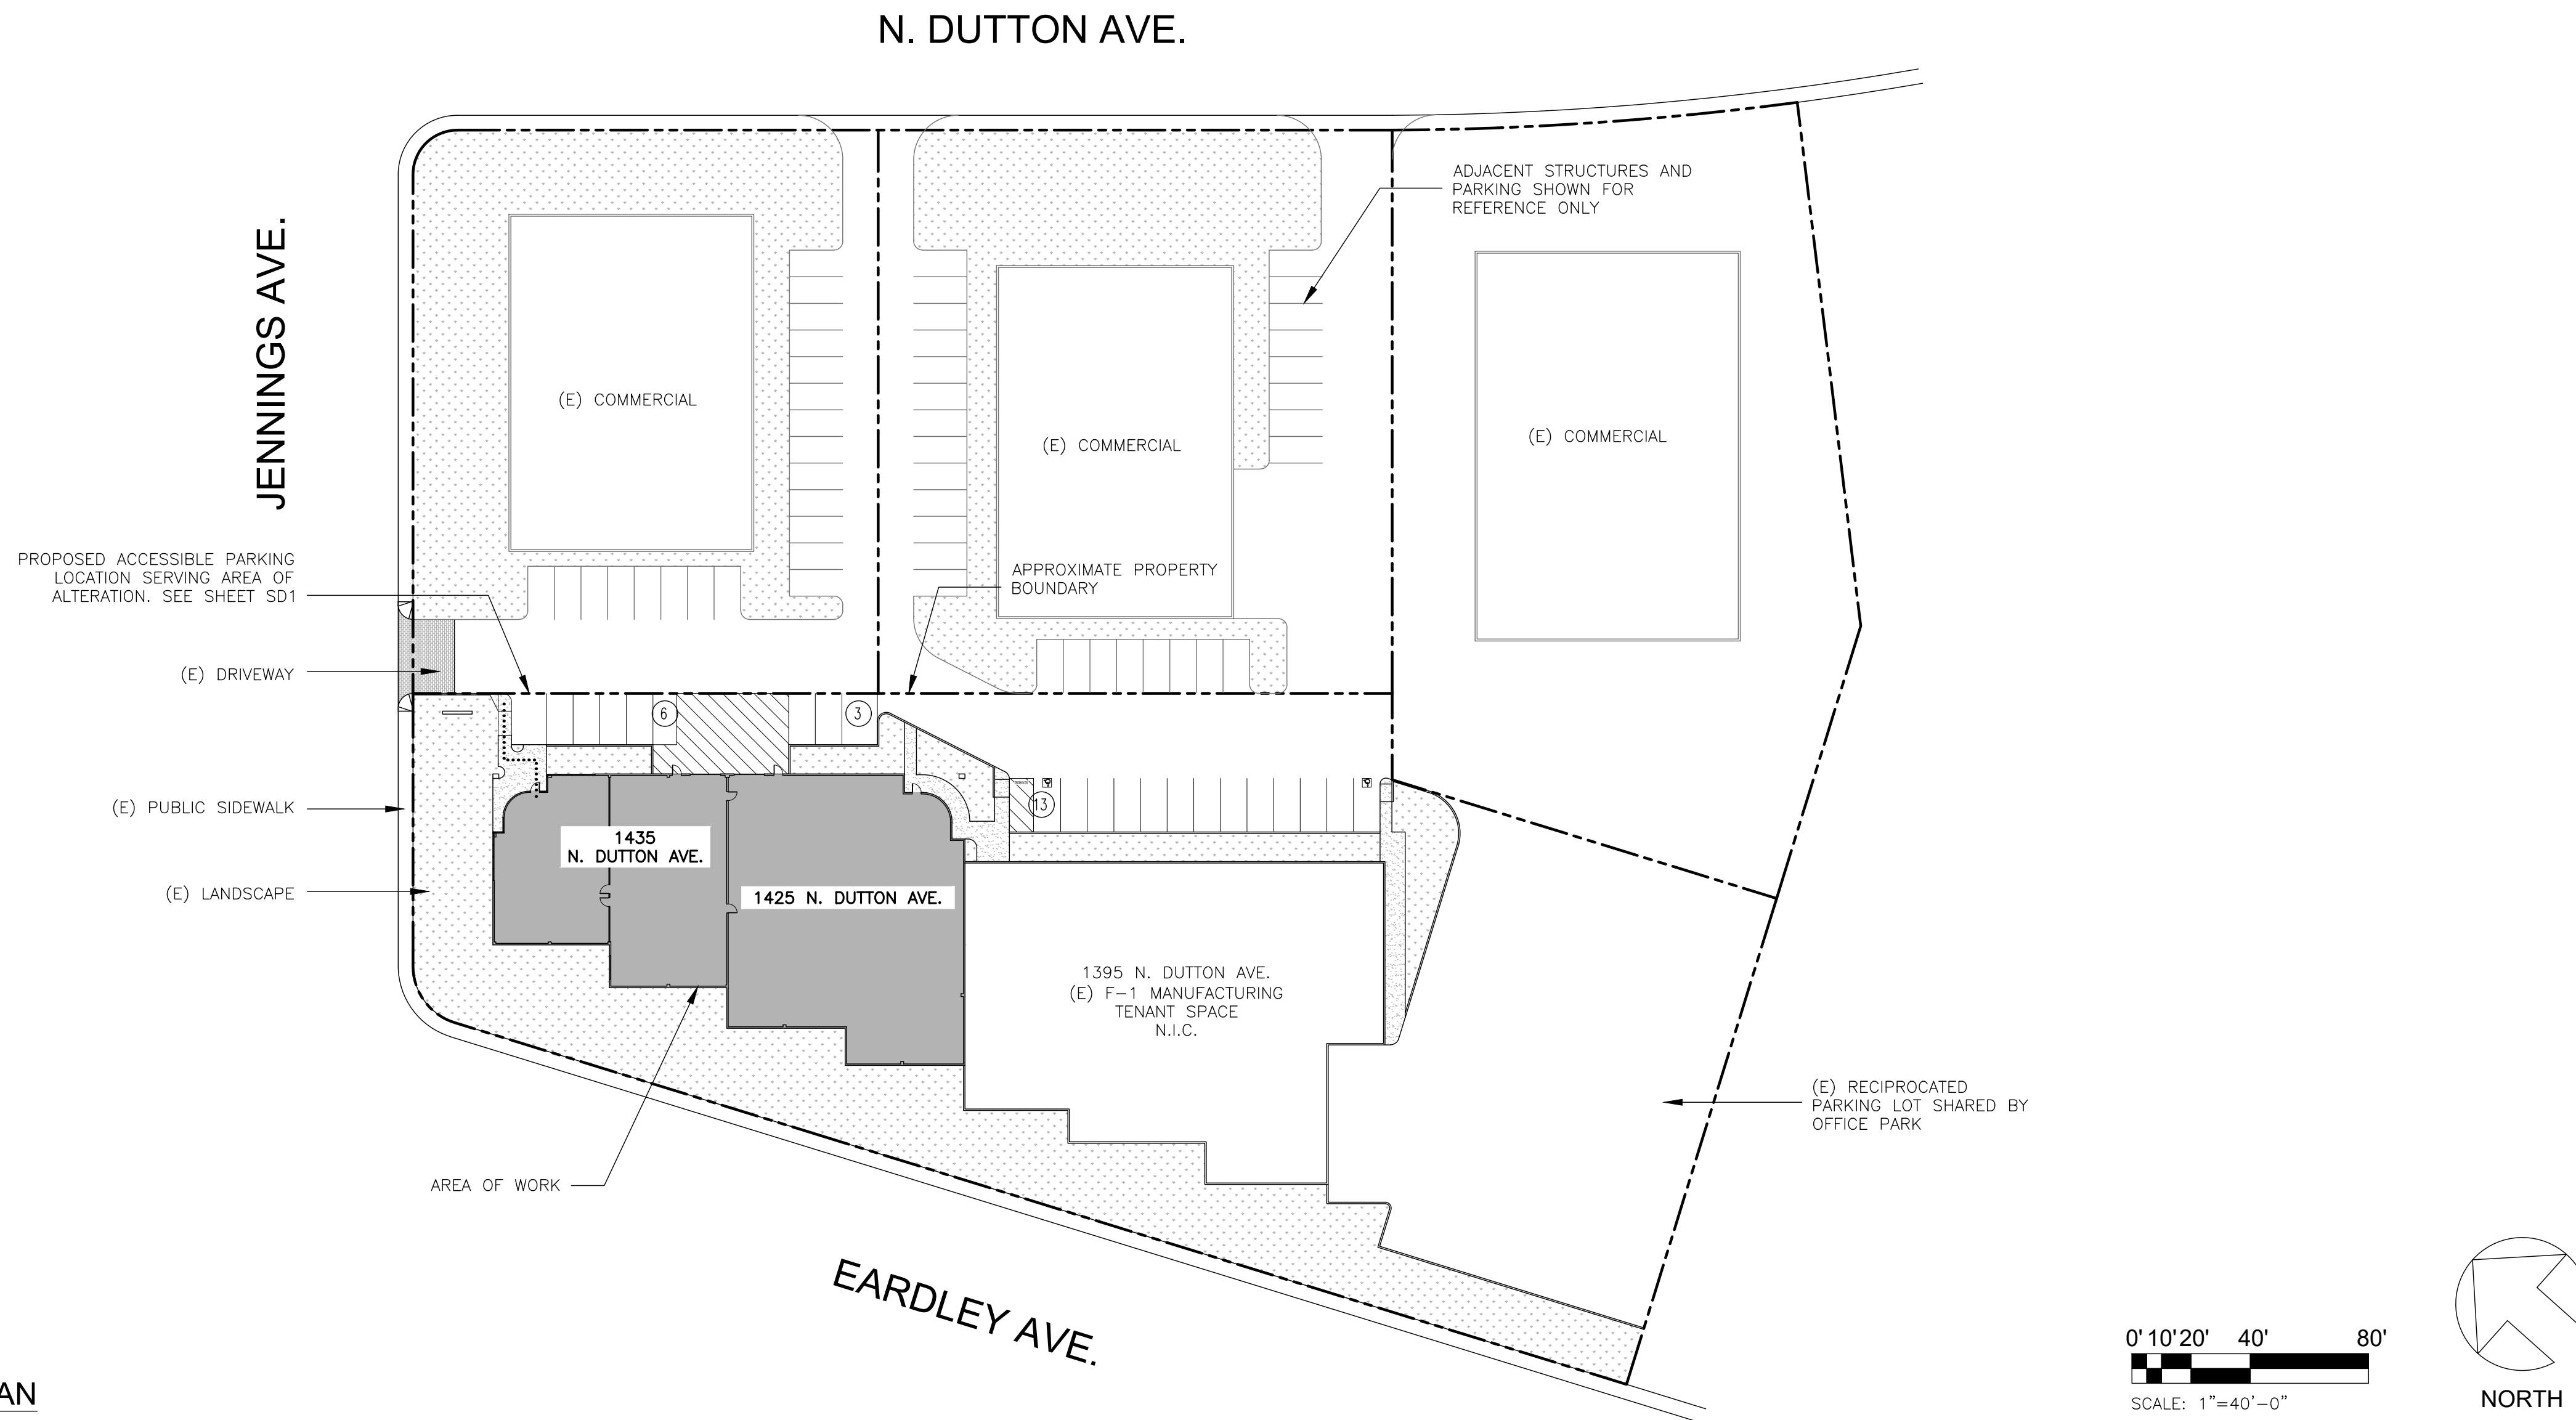 N. DUTTON AVE.
JENNINGS AVE.
ADJACENT STRUCTURES AND
PARKING SHOWN FOR
REFERENCE ONLY
(E) COMMERCIAL
(E) COMMERCIAL
(E) COMMERCIAL
PROPOSED ACCESSIBLE PARKING
LOCATION SERVING AREA OF
ALTERATION. SEE SHEET SD1
APPROXIMATE PROPERTY
BOUNDARY
(E) DRIVEWAY
6
3
13
(E) PUBLIC SIDEWALK
1435
N. DUTTON AVE.
(E) LANDSCAPE
1425 N. DUTTON AVE.
1395 N. DUTTON AVE.
(E) F-1 MANUFACTURING
TENANT SPACE
N.I.C.
(E) RECIPROCATED
PARKING LOT SHARED BY
OFFICE PARK
AREA OF WORK
EARDLEY AVE.
0' 10' 20' 40' 80'
SCALE: 1"=40'-0"
NORTH
AN